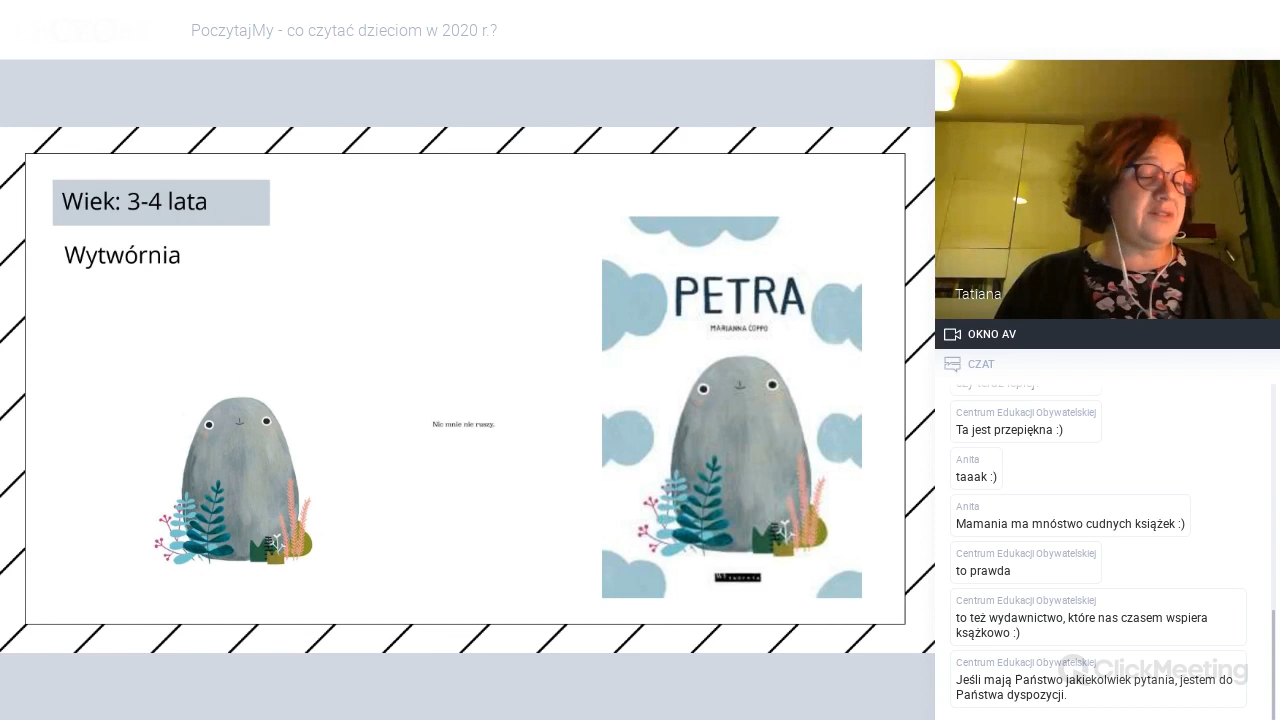 PoczytajMy - co czytać dzieciom w 2020 r.?
Wiek: 3-4 lata
Wytwórnia
Nic mnie nie ruszy.
PETRA
MARIANNA COPPO
Wytwórnia
Tatiana
OKNO AV
CZAT
Centrum Edukacji Obywatelskiej
Ta jest przepiękna :)
Anita
taaak :)
Anita
Mamania ma mnóstwo cudnych książek :)
Centrum Edukacji Obywatelskiej
to prawda
Centrum Edukacji Obywatelskiej
to też wydawnictwo, które nas czasem wspiera
ksążkowo :)
Centrum Edukacji Obywatelskiej
Jeśli mają Państwo jakiekolwiek pytania, jestem do
Państwa dyspozycji.
ClickMeeting